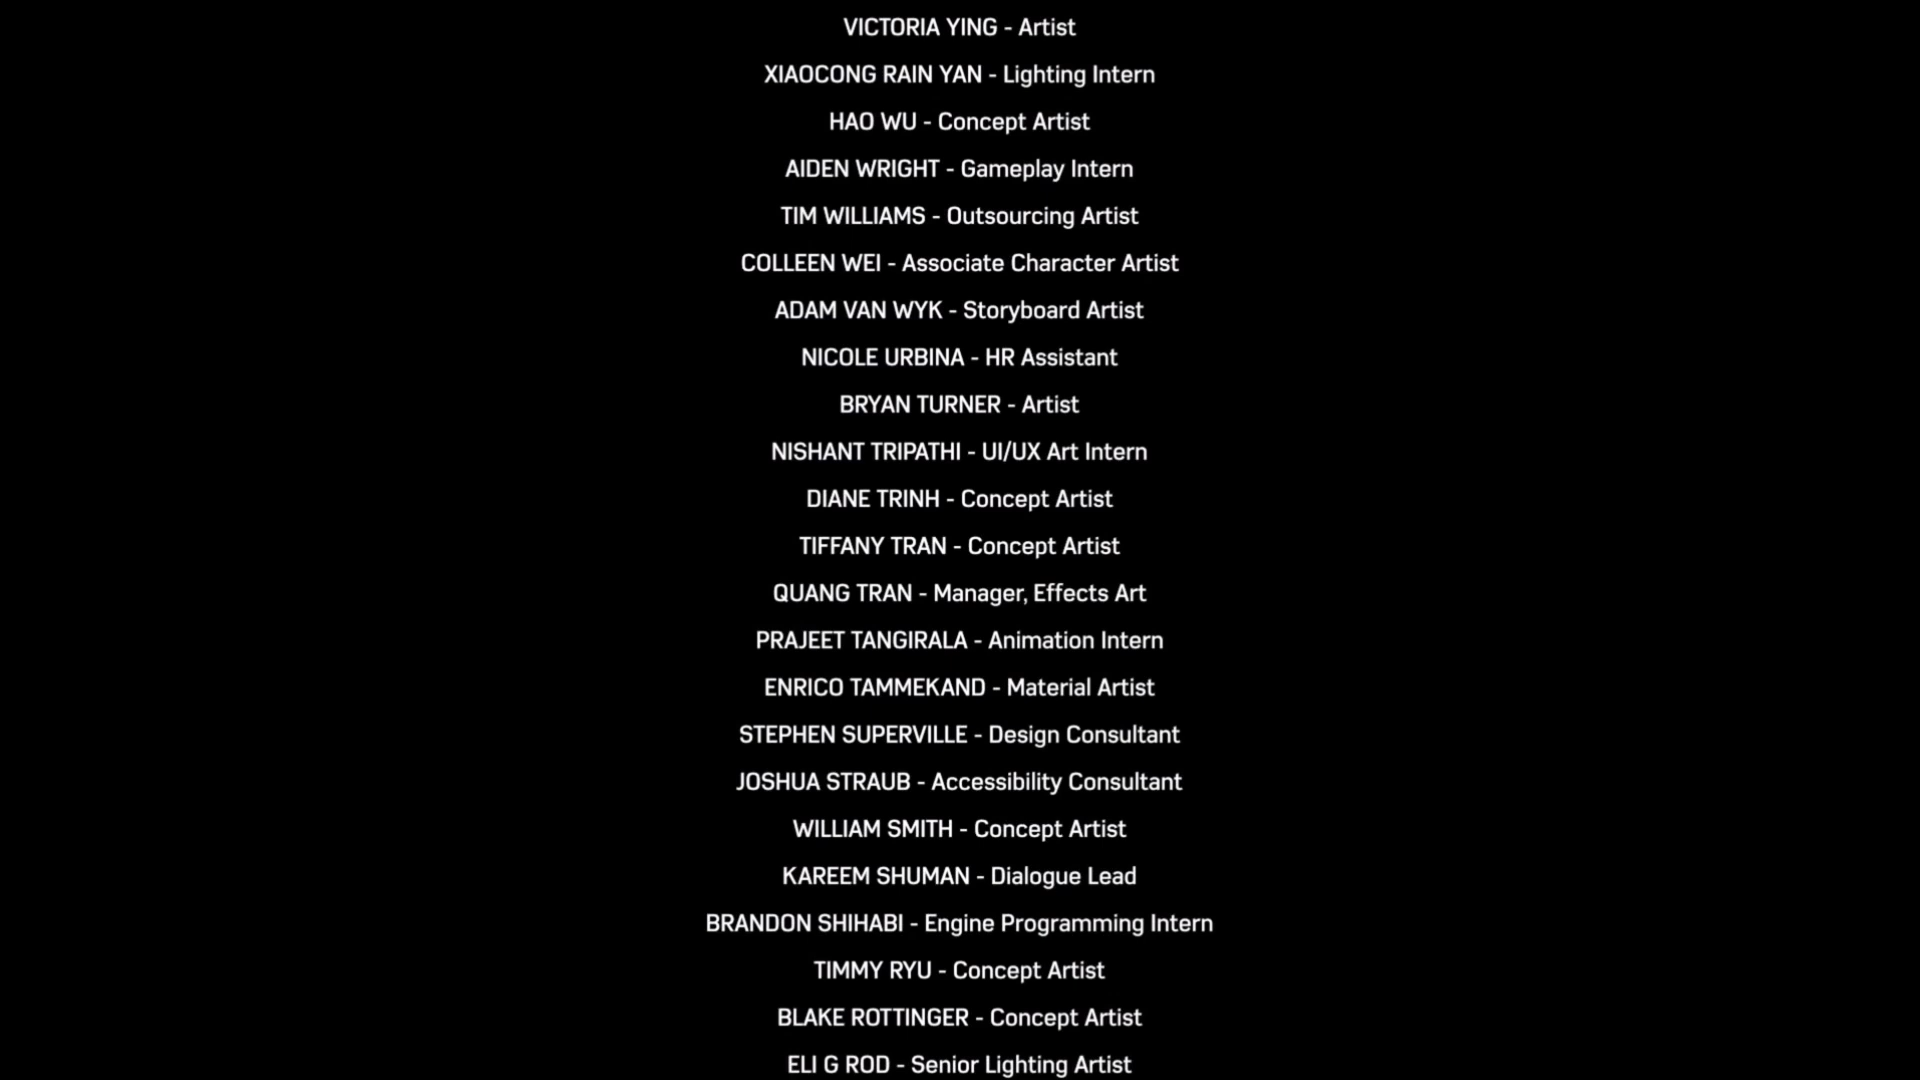 VICTORIA YING - Artist
XIAOCONG RAIN YAN - Lighting Intern
HAO WU - Concept Artist
AIDEN WRIGHT - Gameplay Intern
TIM WILLIAMS - Outsourcing Artist
COLLEEN WEI - Associate Character Artist
ADAM VAN WYK - Storyboard Artist
NICOLE URBINA - HR Assistant
BRYAN TURNER - Artist
NISHANT TRIPATHI - UI/UX Art Intern
DIANE TRINH - Concept Artist
TIFFANY TRAN - Concept Artist
QUANG TRAN - Manager, Effects Art
PRAJEET TANGIRALA - Animation Intern
ENRICO TAMMEKAND - Material Artist
STEPHEN SUPERVILLE - Design Consultant
JOSHUA STRAUB - Accessibility Consultant
WILLIAM SMITH - Concept Artist
KAREEM SHUMAN - Dialogue Lead
BRANDON SHIHABI - Engine Programming Intern
TIMMY RYU - Concept Artist
BLAKE ROTTINGER - Concept Artist
ELI G ROD - Senior Lighting Artist